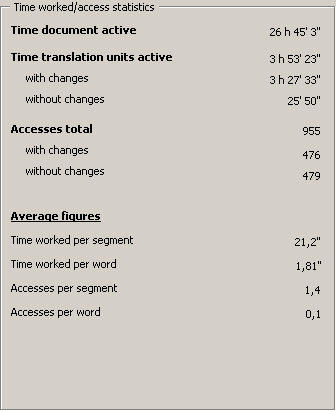 Time worked/access statistics
Time document active 26 h 45' 3"
Time translation units active 3 h 53' 23"
with changes 3 h 27' 33"
without changes 25' 50"
Accesses total 955
with changes 476
without changes 479
Average figures
Time worked per segment 21,2"
Time worked per word 1,81"
Accesses per segment 1,4
Accesses per word 0,1